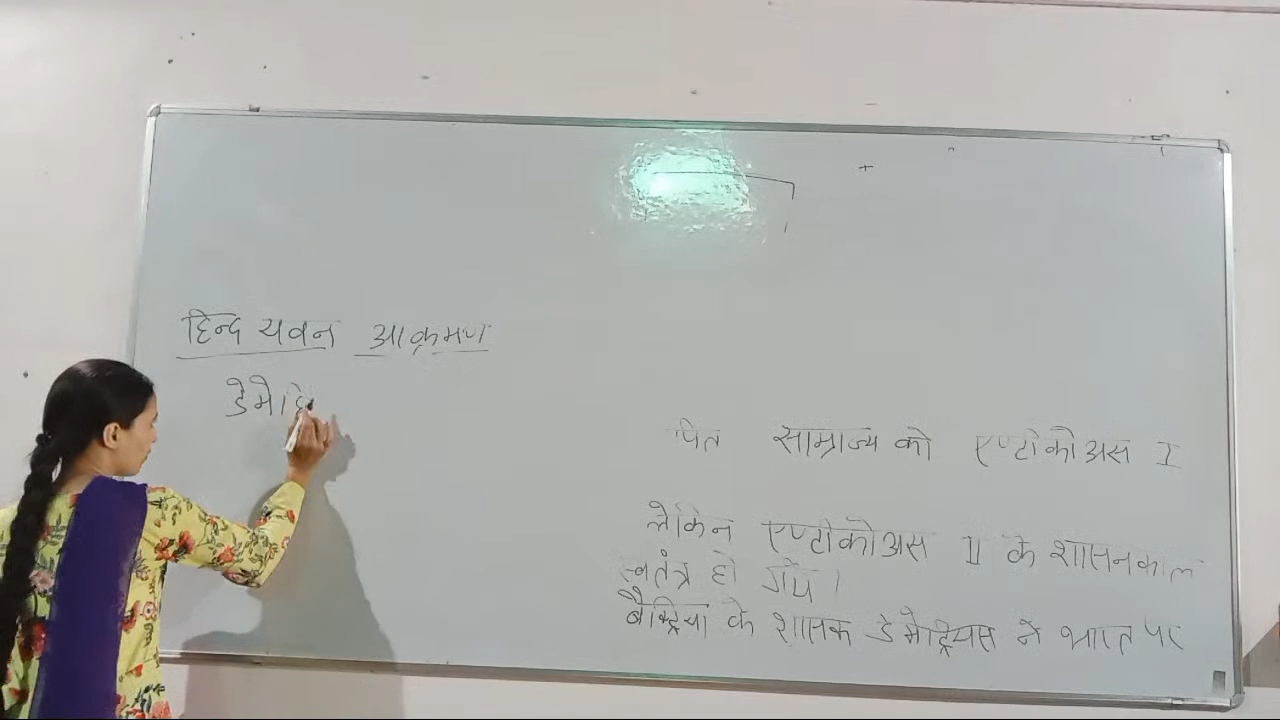 हिन्द यवन आक्रमण
डेमेट्रि
पित साम्राज्य को एण्टीकोअस I
लेकिन एण्टीकोअस II के शासनकाल
स्वतंत्र हो गये।
बैक्ट्रिया के शासक डेमेट्रियस ने भारत पर